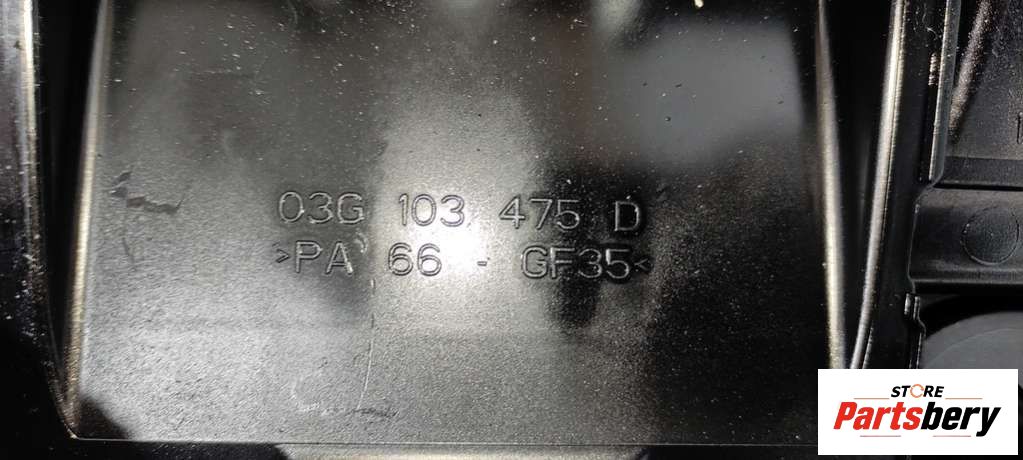 03G 103 475 D
>PA 66 - GF35<
STORE
Partsbery